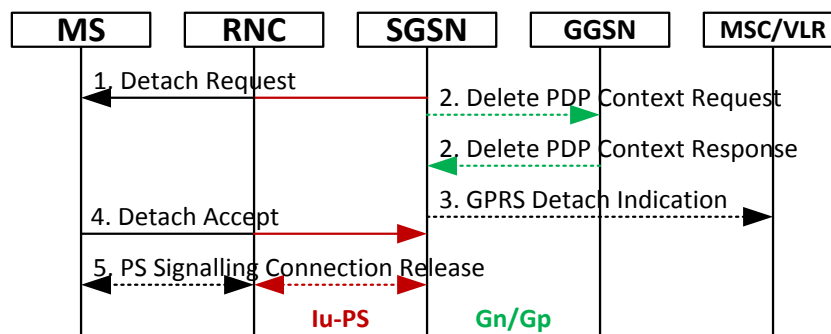 MS RNC SGSN GGSN MSC/VLR
1. Detach Request
2. Delete PDP Context Request
2. Delete PDP Context Response
3. GPRS Detach Indication
4. Detach Accept
5. PS Signalling Connection Release
Iu-PS Gn/Gp